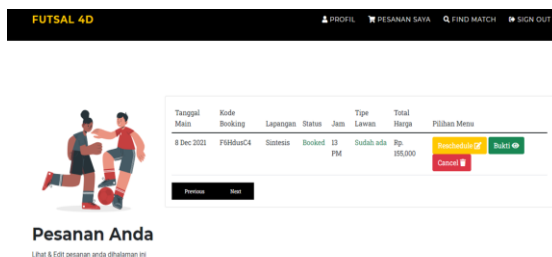 FUTSAL 4D
PROFIL PESANAN SAYA FIND MATCH SIGN OUT
Tanggal Main Kode Booking Lapangan Status Jam Tipe Lawan Total Harga Pilihan Menu
8 Dec 2021 F6HdusC4 Sintesis Booked 13 PM Sudah ada Rp. 155,000 Reschedule Bukti
Cancel
Previous Next
Pesanan Anda
Lihat & Edit pesanan anda dihalaman ini